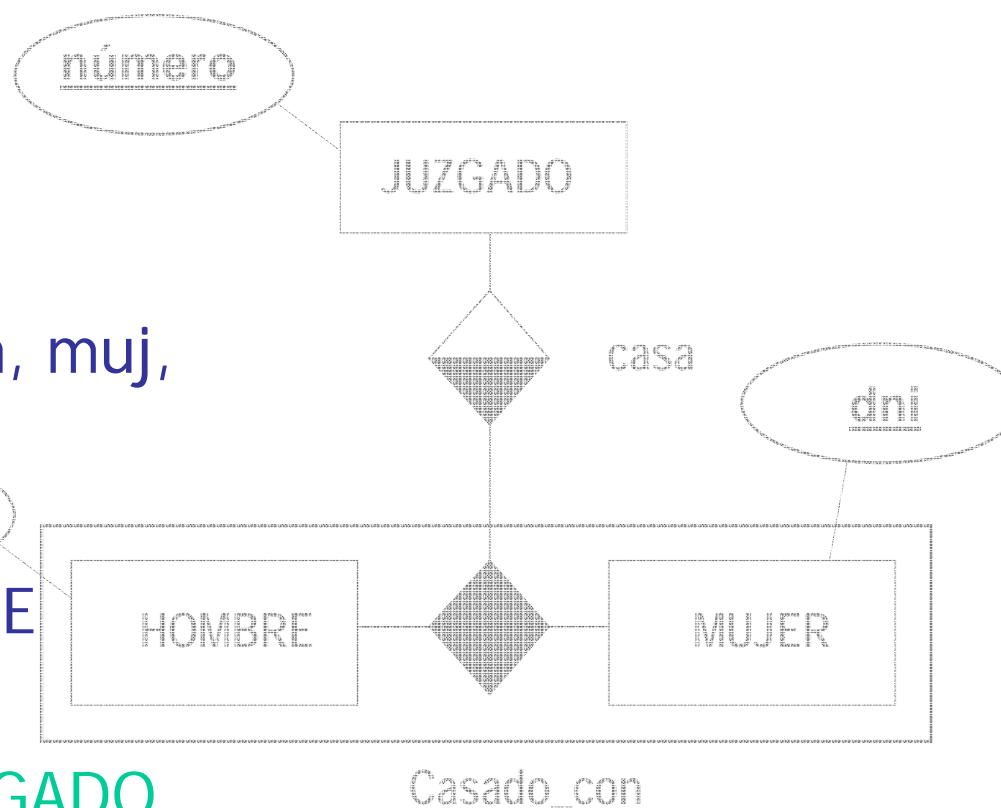 número
JUZGADO
, muj,
casa
dni
E
HOMBRE
MUJER
GADO
Casado_con